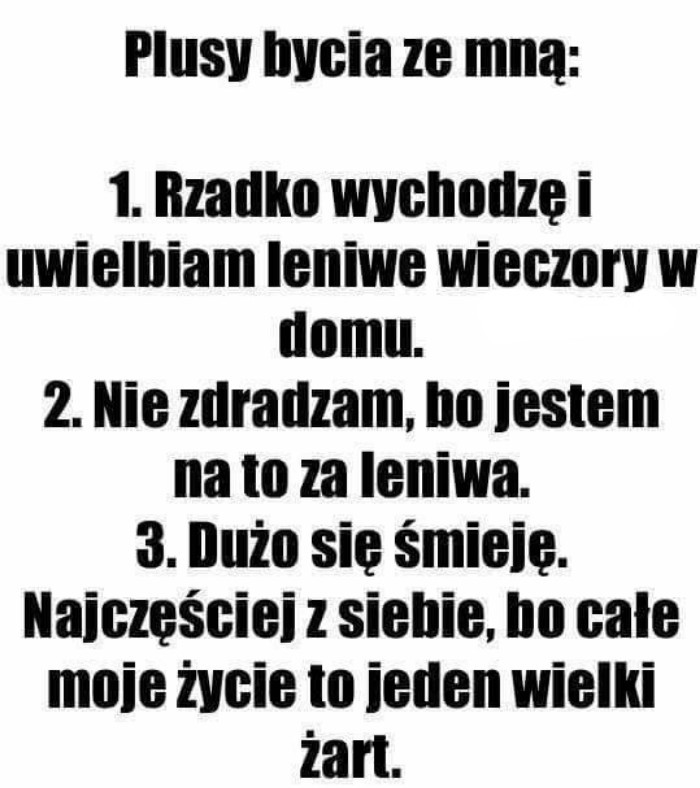 Plusy bycia ze mną:
1. Rzadko wychodzę i
uwielbiam leniwe wieczory w
domu.
2. Nie zdradzam, bo jestem
na to za leniwa.
3. Dużo się śmieję.
Najczęściej z siebie, bo całe
moje życie to jeden wielki
żart.